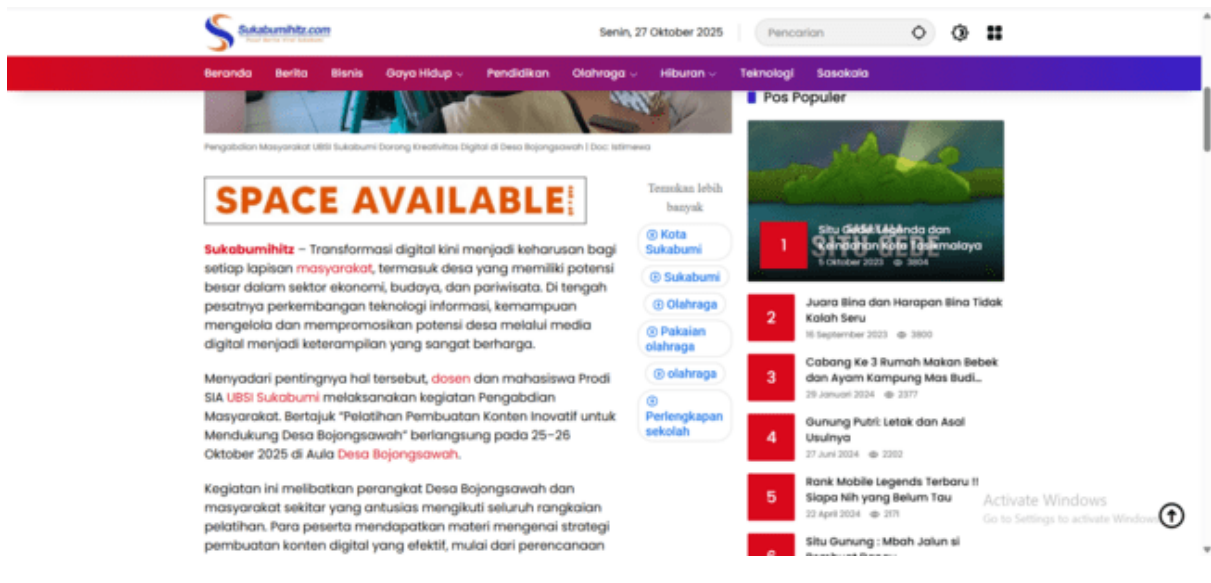 Sukabumihitz.com
Senin, 27 Oktober 2025
Pencarian
Beranda
Berita
Bisnis
Gaya Hidup
Pendidikan
Olahraga
Hiburan
Teknologi
Sasakala
Pengabdian Masyarakat UBSI Sukabumi Dorong Kreativitas Digital di Desa Bojongsawah | Doc: Istimewa
SPACE AVAILABLE
Sukabumihitz – Transformasi digital kini menjadi keharusan bagi
setiap lapisan masyarakat, termasuk desa yang memiliki potensi
besar dalam sektor ekonomi, budaya, dan pariwisata. Di tengah
pesatnya perkembangan teknologi informasi, kemampuan
mengelola dan mempromosikan potensi desa melalui media
digital menjadi keterampilan yang sangat berharga.
Menyadari pentingnya hal tersebut, dosen dan mahasiswa Prodi
SIA UBSI Sukabumi melaksanakan kegiatan Pengabdian
Masyarakat. Bertajuk “Pelatihan Pembuatan Konten Inovatif untuk
Mendukung Desa Bojongsawah” berlangsung pada 25–26
Oktober 2025 di Aula Desa Bojongsawah.
Kegiatan ini melibatkan perangkat Desa Bojongsawah dan
masyarakat sekitar yang antusias mengikuti seluruh rangkaian
pelatihan. Para peserta mendapatkan materi mengenai strategi
pembuatan konten digital yang efektif, mulai dari perencanaan
Temukan lebih
banyak
Kota
Sukabumi
Sukabumi
Olahraga
Pakaian
olahraga
olahraga
Perlengkapan
sekolah
Pos Populer
1
Situ Gede: Legenda dan
Keindahan Kota Tasikmalaya
SITU GEDE
5 Oktober 2023 3804
2
Juara Bina dan Harapan Bina Tidak
Kalah Seru
16 September 2023 3800
3
Cabang Ke 3 Rumah Makan Bebek
dan Ayam Kampung Mas Budi...
29 Januari 2024 2377
4
Gunung Putri: Letak dan Asal
Usulnya
27 Juni 2024 2202
5
Rank Mobile Legends Terbaru !!
Siapa Nih yang Belum Tau
22 April 2024 2171
6
Situ Gunung : Mbah Jalun si
Activate Windows
Go to Settings to activate Windows